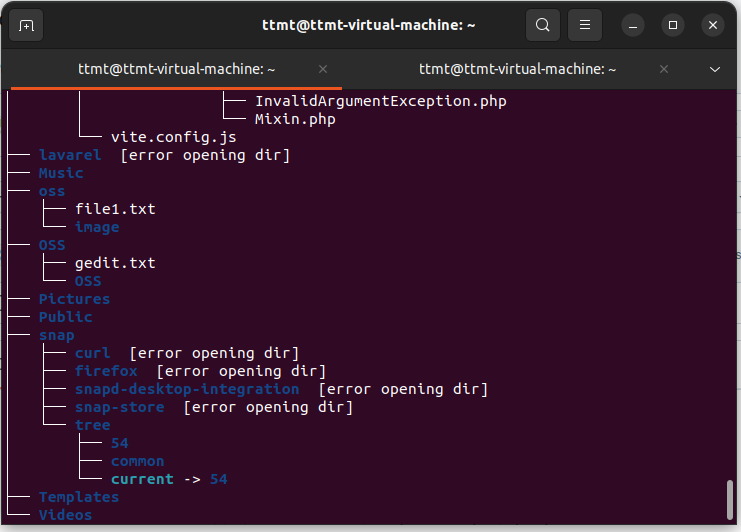 ttmt@ttmt-virtual-machine: ~
ttmt@ttmt-virtual-machine: ~
ttmt@ttmt-virtual-machine: ~
│       │               ├── InvalidArgumentException.php
│       │               └── Mixin.php
│       └── vite.config.js
├── lavarel  [error opening dir]
├── Music
├── oss
│   ├── file1.txt
│   └── image
├── OSS
│   ├── gedit.txt
│   └── OSS
├── Pictures
├── Public
├── snap
│   ├── curl  [error opening dir]
│   ├── firefox  [error opening dir]
│   ├── snapd-desktop-integration  [error opening dir]
│   ├── snap-store  [error opening dir]
│   └── tree
│       ├── 54
│       ├── common
│       └── current -> 54
├── Templates
└── Videos